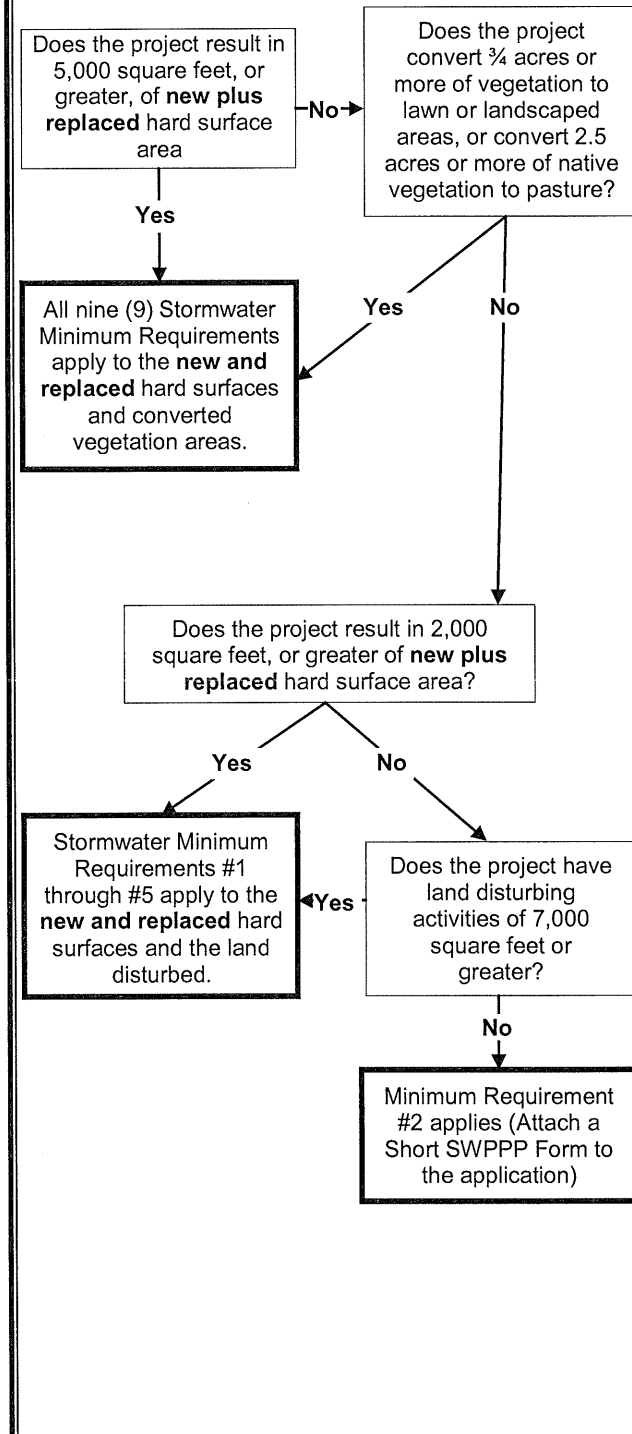 Does the project result in
5,000 square feet, or
greater, of new plus
replaced hard surface
area
No
Does the project
convert ¾ acres or
more of vegetation to
lawn or landscaped
areas, or convert 2.5
acres or more of native
vegetation to pasture?
Yes
All nine (9) Stormwater
Minimum Requirements
apply to the new and
replaced hard surfaces
and converted
vegetation areas.
Yes
No
Does the project result in 2,000
square feet, or greater of new plus
replaced hard surface area?
Yes
No
Stormwater Minimum
Requirements #1
through #5 apply to the
new and replaced hard
surfaces and the land
disturbed.
Yes
Does the project have
land disturbing
activities of 7,000
square feet or
greater?
No
Minimum Requirement
#2 applies (Attach a
Short SWPPP Form to
the application)